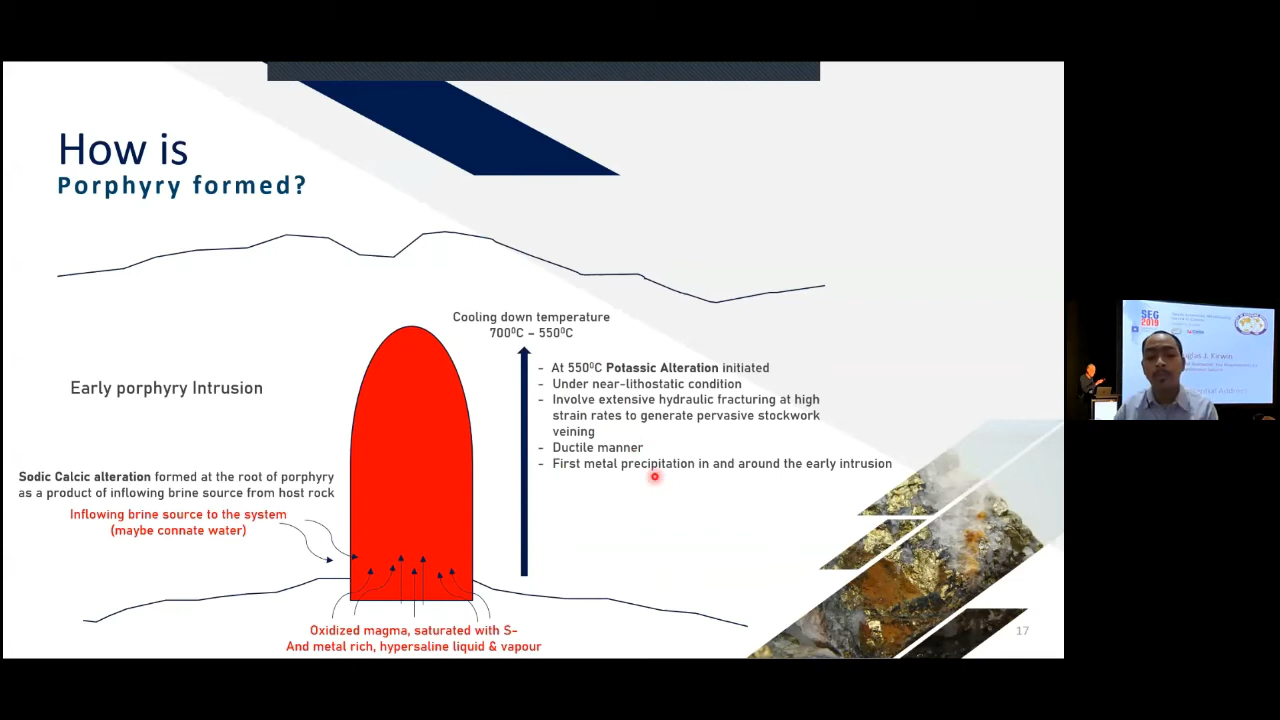 How is
Porphyry formed?
Cooling down temperature
700⁰C – 550⁰C
- At 550⁰C Potassic Alteration initiated
- Under near-lithostatic condition
- Involve extensive hydraulic fracturing at high
strain rates to generate pervasive stockwork
veining
- Ductile manner
- First metal precipitation in and around the early intrusion
Early porphyry Intrusion
Sodic Calcic alteration formed at the root of porphyry
as a product of inflowing brine source from host rock
Inflowing brine source to the system
(maybe connate water)
Oxidized magma, saturated with S-
And metal rich, hypersaline liquid & vapour
17
SEG
2019
J. Kirwin